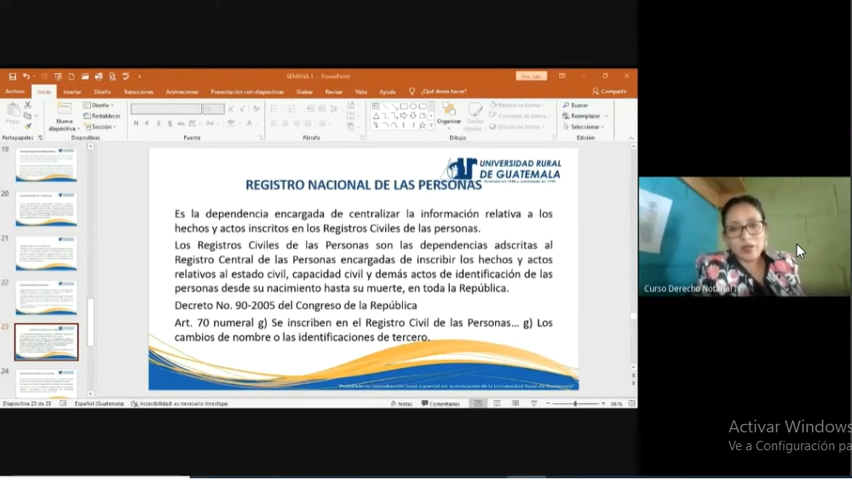 SEMANA 1 - PowerPoint
Archivo Inicio Insertar Diseño Transiciones Animaciones Presentación con diapositivas Grabar Revisar Vista Ayuda ¿Qué desea hacer? Compartir
Pegar
Nueva
diapositiva
Diseño
Restablecer
Sección
Organizar
Buscar
Reemplazar
Seleccionar
Portapapeles Diapositivas Fuente Párrafo Dibujo Edición
19
20
21
22
23
24
UNIVERSIDAD RURAL
DE GUATEMALA
REGISTRO NACIONAL DE LAS PERSONAS
Es la dependencia encargada de centralizar la información relativa a los
hechos y actos inscritos en los Registros Civiles de las personas.
Los Registros Civiles de las Personas son las dependencias adscritas al
Registro Central de las Personas encargadas de inscribir los hechos y actos
relativos al estado civil, capacidad civil y demás actos de identificación de las
personas desde su nacimiento hasta su muerte, en toda la República.
Decreto No. 90-2005 del Congreso de la República
Art. 70 numeral g) Se inscriben en el Registro Civil de las Personas... g) Los
cambios de nombre o las identificaciones de tercero.
Diapositiva 23 de 29 Español (Guatemala) Accesibilidad: es necesario investigar Notas Comentarios
Curso Derecho Notarial IV
Activar Windows
Ve a Configuración pa